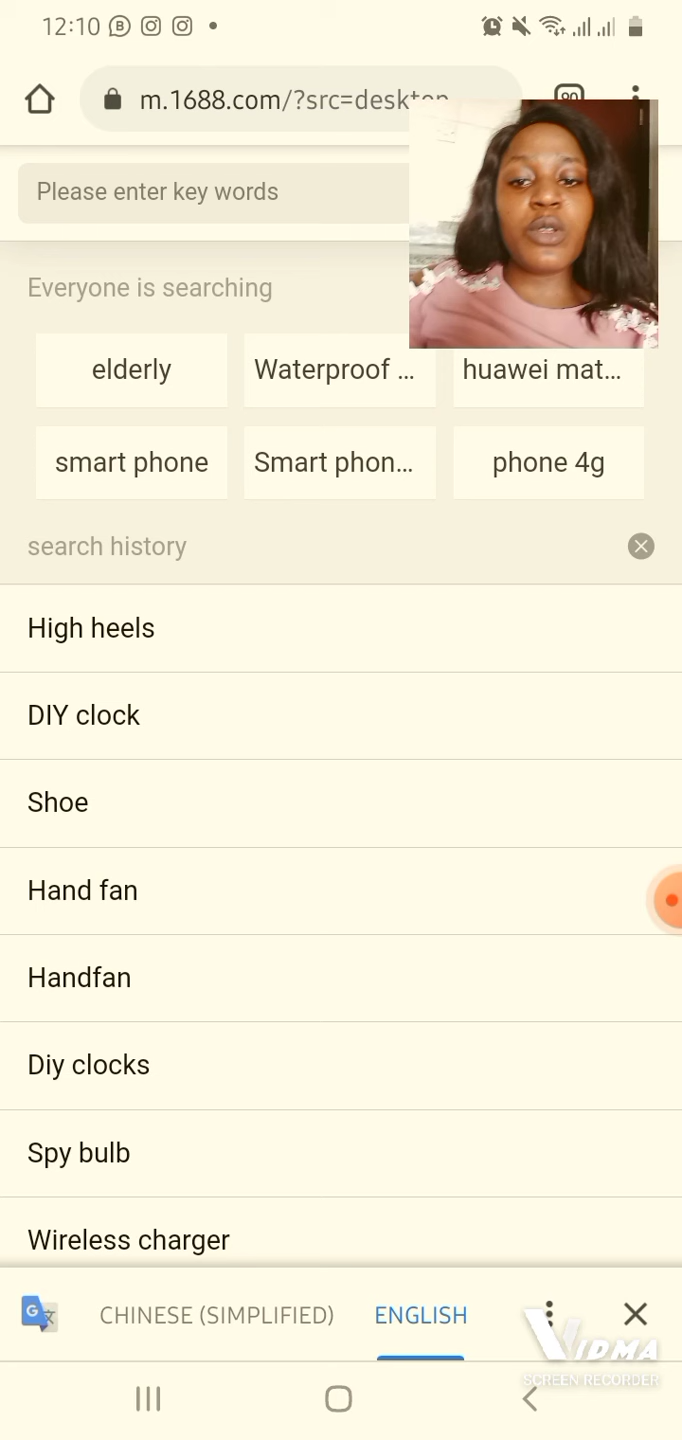 12:10
m.1688.com/?src=desktop
Please enter key words
Everyone is searching
elderly
Waterproof ...
huawei mat...
smart phone
Smart phon...
phone 4g
search history
High heels
DIY clock
Shoe
Hand fan
Handfan
Diy clocks
Spy bulb
Wireless charger
G 文 CHINESE (SIMPLIFIED) ENGLISH
VIDMA
SCREEN RECORDER